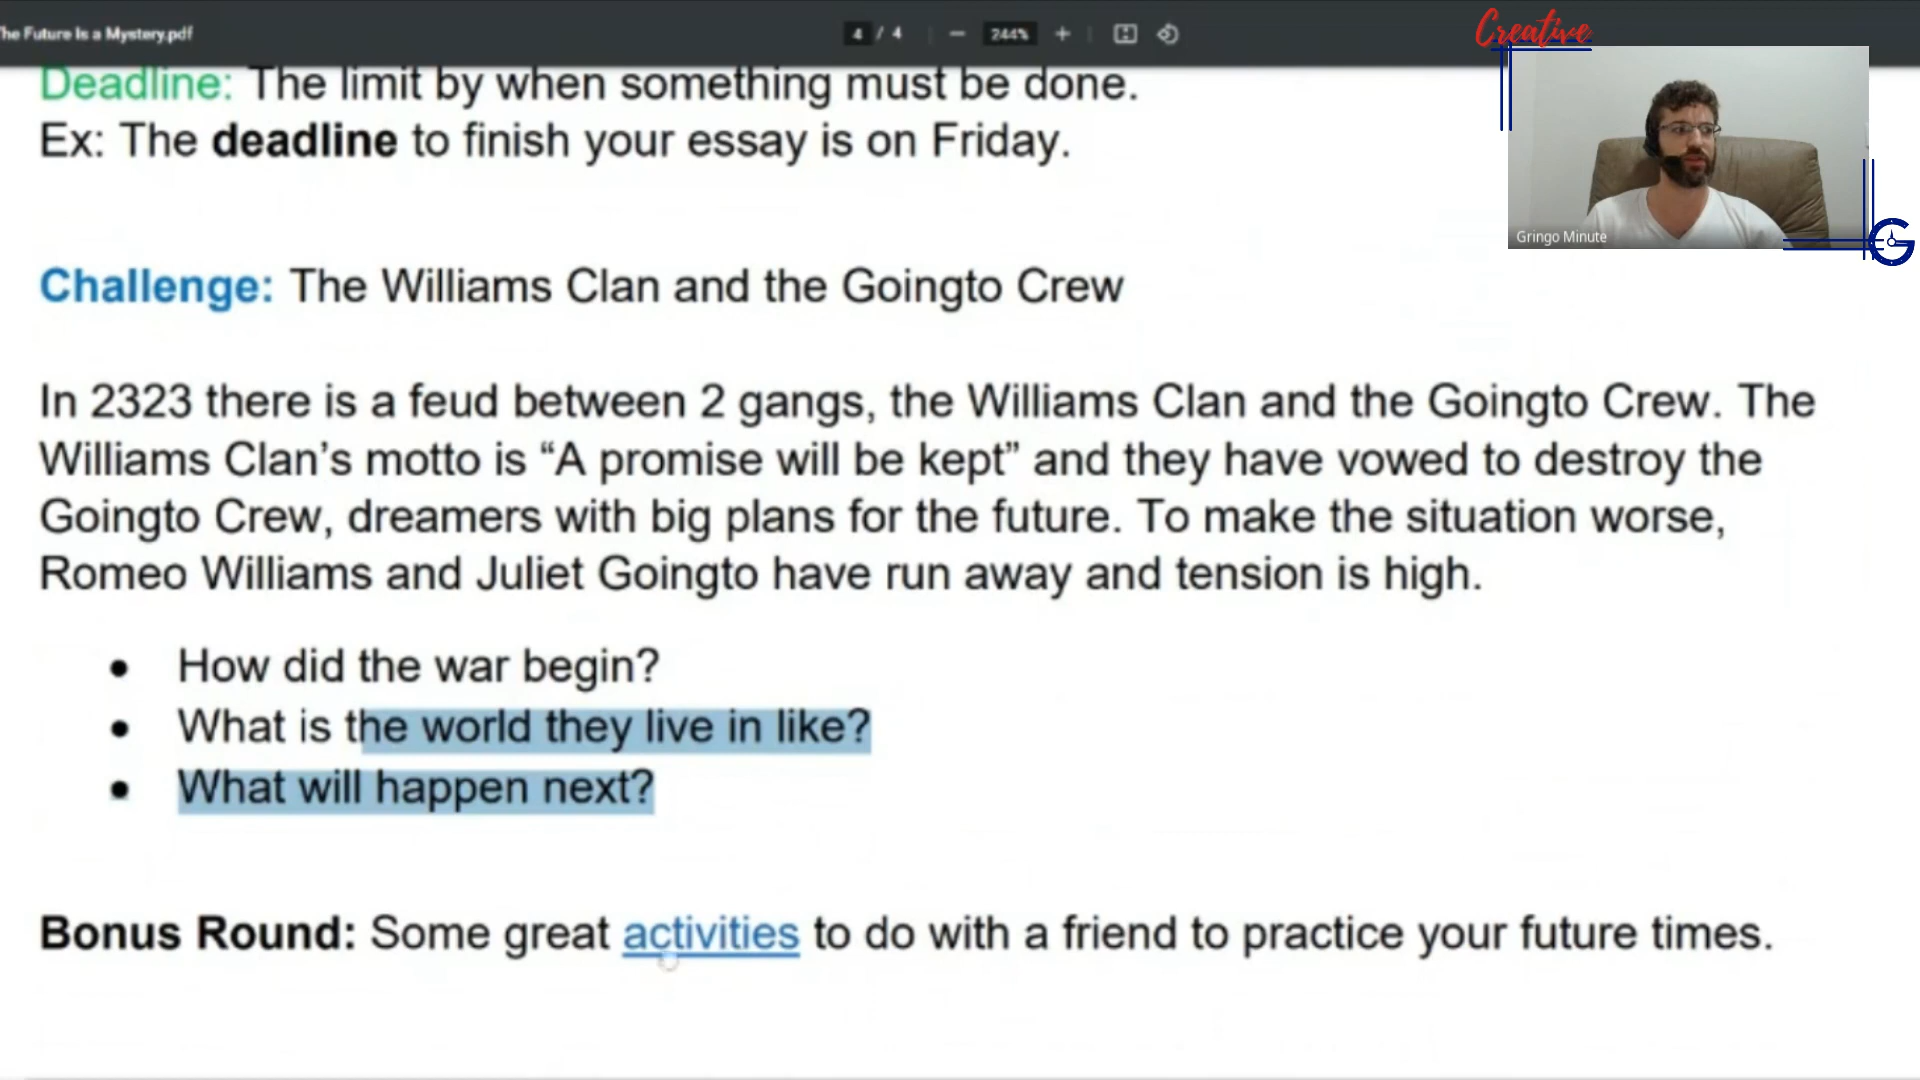 he Future Is a Mystery.pdf
4 / 4
244%
Creative
Deadline: The limit by when something must be done.
Ex: The deadline to finish your essay is on Friday.
Gringo Minute
G
Challenge: The Williams Clan and the Goingto Crew
In 2323 there is a feud between 2 gangs, the Williams Clan and the Goingto Crew. The
Williams Clan’s motto is “A promise will be kept” and they have vowed to destroy the
Goingto Crew, dreamers with big plans for the future. To make the situation worse,
Romeo Williams and Juliet Goingto have run away and tension is high.
• How did the war begin?
• What is the world they live in like?
• What will happen next?
Bonus Round: Some great activities to do with a friend to practice your future times.